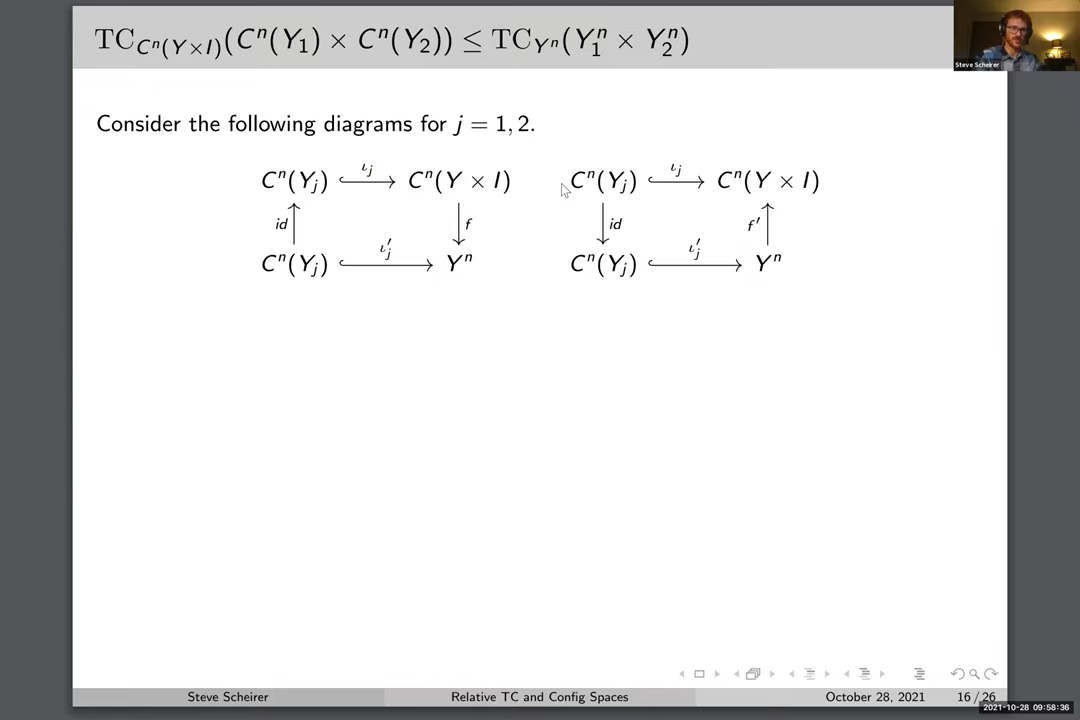 TC_{C^n(Y×I)}(C^n(Y_1) × C^n(Y_2)) ≤ TC_{Y^n}(Y_1^n × Y_2^n)
Steve Scheirer
Consider the following diagrams for j = 1, 2.
C^n(Y_j) ι_j C^n(Y × I) C^n(Y_j) ι_j C^n(Y × I)
id f id f′
C^n(Y_j) ι′_j Y^n C^n(Y_j) ι′_j Y^n
Steve Scheirer Relative TC and Config Spaces October 28, 2021 16 / 26
2021-10-28 09:58:36